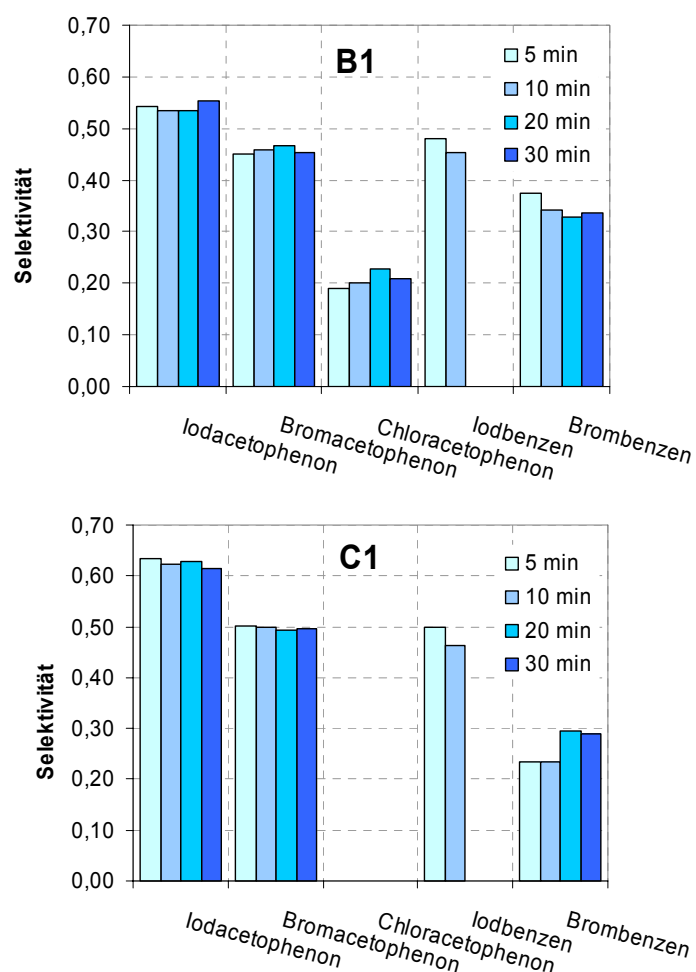 B1
Selektivität
0,70
0,60
0,50
0,40
0,30
0,20
0,10
0,00
5 min
10 min
20 min
30 min
Iodacetophenon
Bromacetophenon
Chloracetophenon
Iodbenzen
Brombenzen
C1
Selektivität
0,70
0,60
0,50
0,40
0,30
0,20
0,10
0,00
5 min
10 min
20 min
30 min
Iodacetophenon
Bromacetophenon
Chloracetophenon
Iodbenzen
Brombenzen